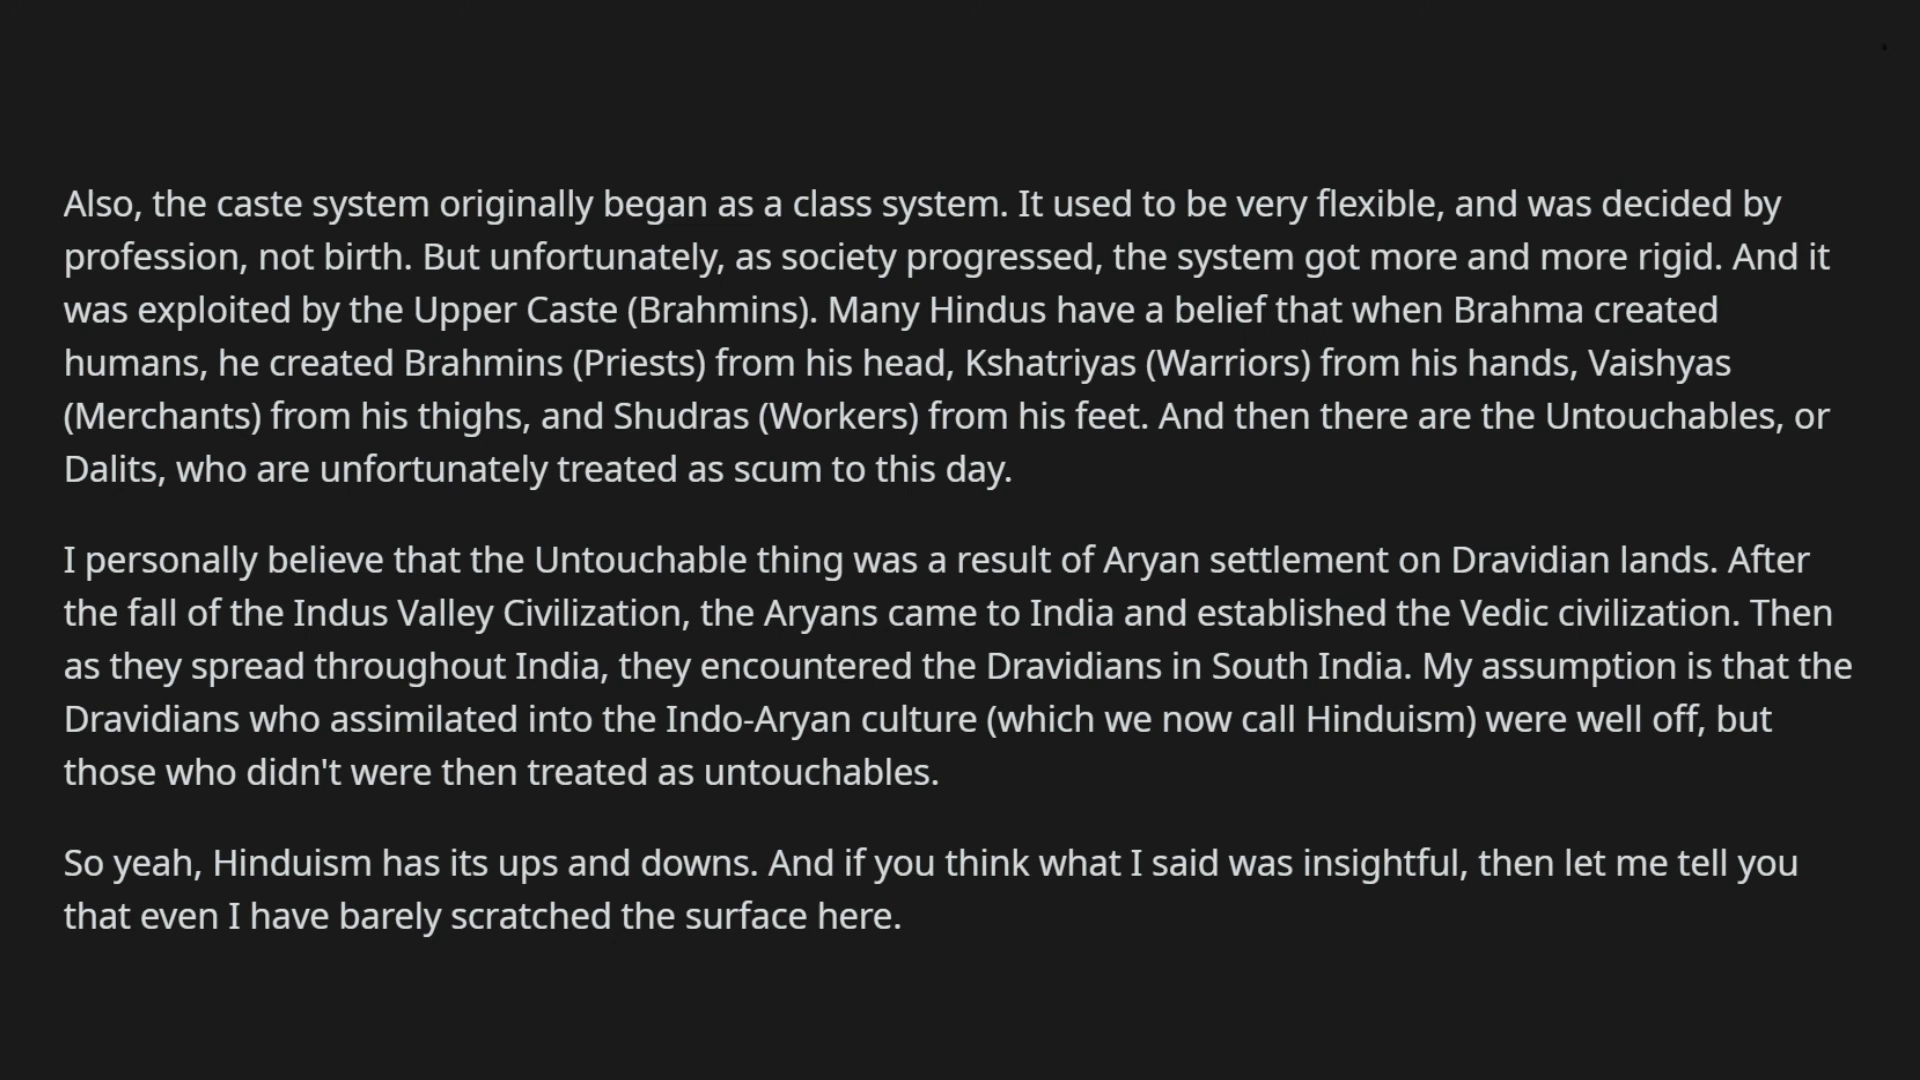 Also, the caste system originally began as a class system. It used to be very flexible, and was decided by
profession, not birth. But unfortunately, as society progressed, the system got more and more rigid. And it
was exploited by the Upper Caste (Brahmins). Many Hindus have a belief that when Brahma created
humans, he created Brahmins (Priests) from his head, Kshatriyas (Warriors) from his hands, Vaishyas
(Merchants) from his thighs, and Shudras (Workers) from his feet. And then there are the Untouchables, or
Dalits, who are unfortunately treated as scum to this day.
I personally believe that the Untouchable thing was a result of Aryan settlement on Dravidian lands. After
the fall of the Indus Valley Civilization, the Aryans came to India and established the Vedic civilization. Then
as they spread throughout India, they encountered the Dravidians in South India. My assumption is that the
Dravidians who assimilated into the Indo-Aryan culture (which we now call Hinduism) were well off, but
those who didn't were then treated as untouchables.
So yeah, Hinduism has its ups and downs. And if you think what I said was insightful, then let me tell you
that even I have barely scratched the surface here.